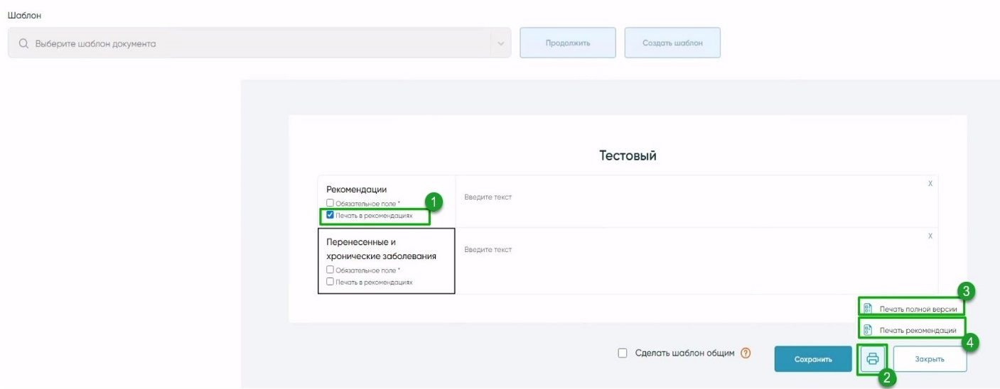 Шаблон
Выберите шаблон документа
Продолжить
Создать шаблон
Тестовый
Рекомендации
Обязательное поле *
1
Печать в рекомендациях
Введите текст
X
Перенесенные и
хронические заболевания
Обязательное поле *
Печать в рекомендациях
Введите текст
X
3
Печать полной версии
Печать рекомендаций
4
Сделать шаблон общим ?
Сохранить
2
Закрыть